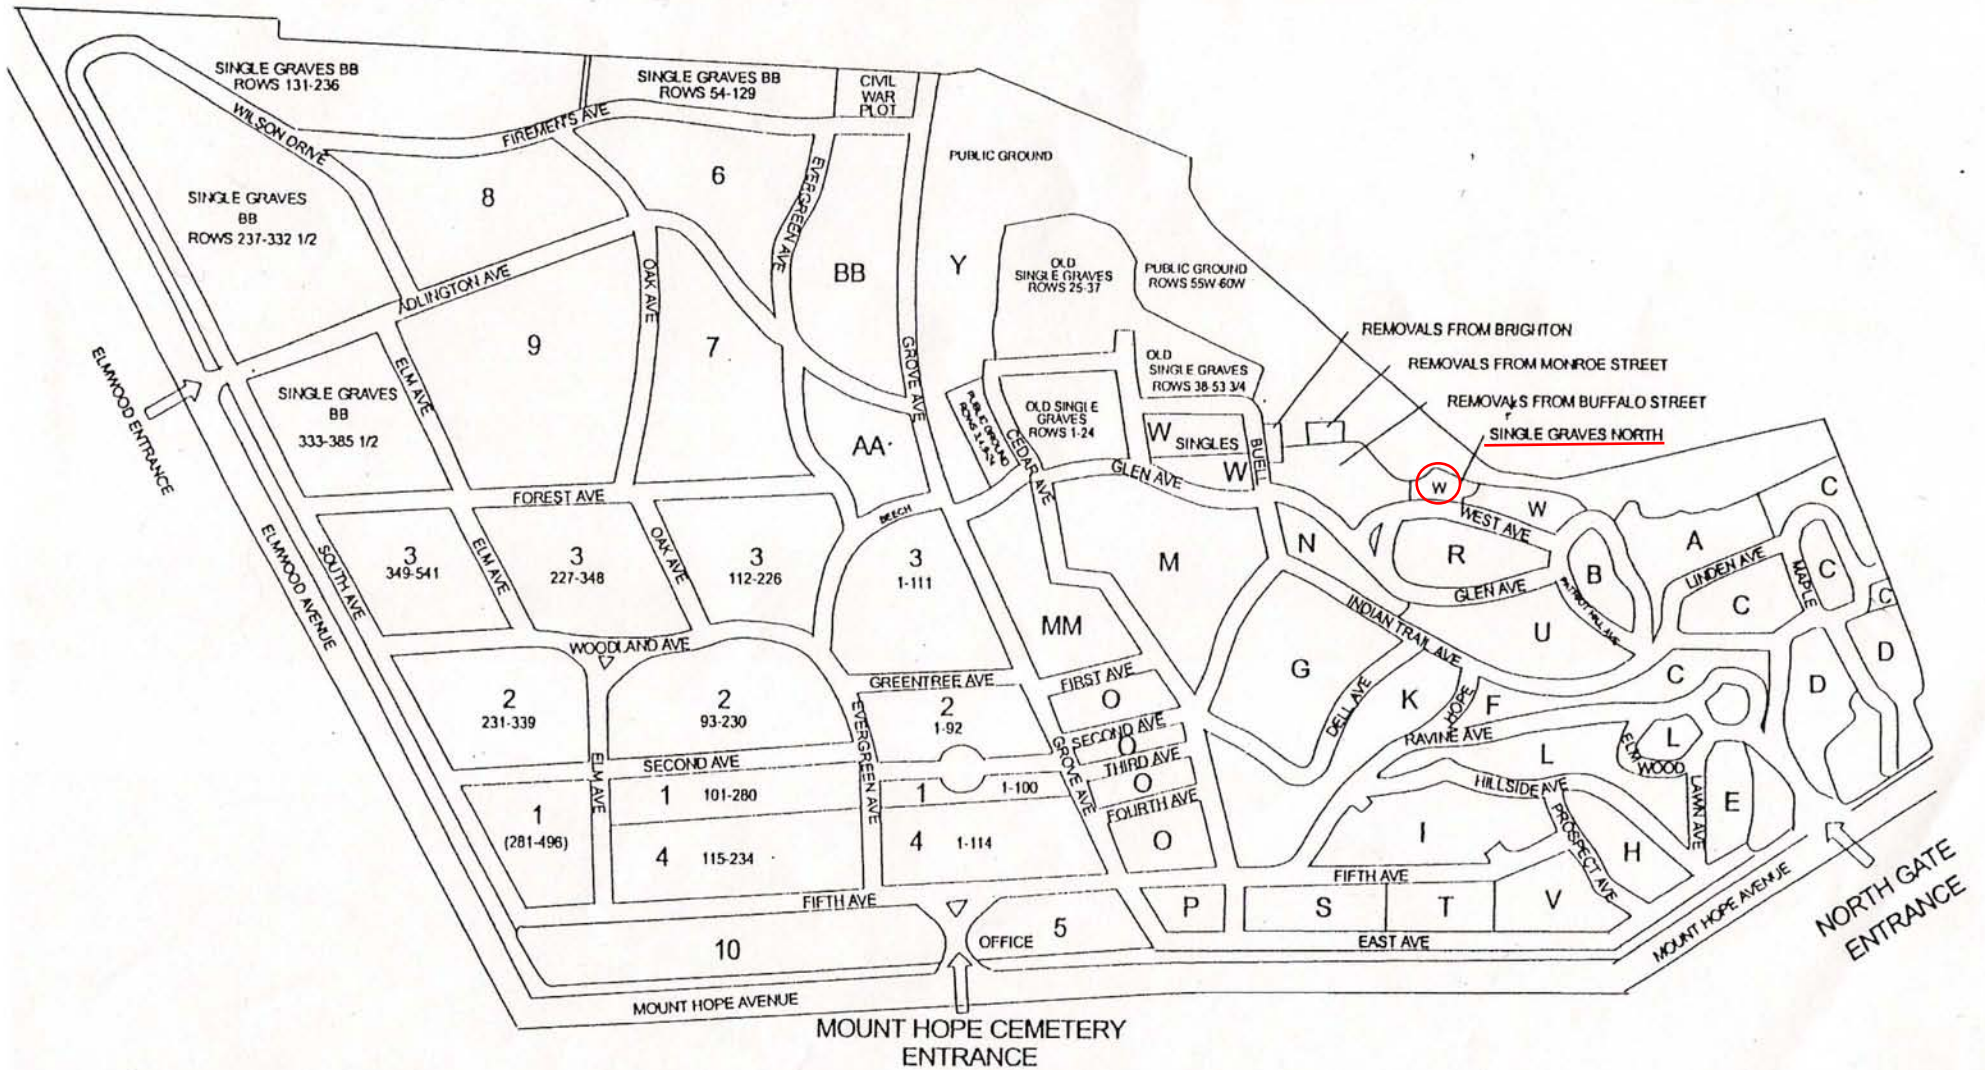 SINGLE GRAVES BB
ROWS 131-236
SINGLE GRAVES BB
ROWS 54-129
CIVIL
WAR
PLOT
WILSON DRIVE
FIREMEN'S AVE
EVERGREEN AVE
PUBLIC GROUND
6
8
SINGLE GRAVES
BB
ROWS 237-332 1/2
ADLINGTON AVE
OAK AVE
BB
Y
OLD
SINGLE GRAVES
ROWS 25-37
PUBLIC GROUND
ROWS 55W-60W
ELMWOOD ENTRANCE
ELM AVE
9
7
GROVE AVE
REMOVALS FROM BRIGHTON
REMOVALS FROM MONROE STREET
REMOVALS FROM BUFFALO STREET
SINGLE GRAVES NORTH
OLD
SINGLE GRAVES
ROWS 38-53 3/4
SINGLE GRAVES
BB
333-385 1/2
PUBLIC GROUND
OLD SINGLE
GRAVES
ROWS 1-24
CEDAR AVE
W
SINGLES
W
BUELL
AA
GLEN AVE
W
W
WEST AVE
C
FOREST AVE
BEECH
ELMWOOD AVENUE
SOUTH AVE
3
349-541
ELM AVE
3
227-348
OAK AVE
3
112-226
3
1-111
M
N
R
B
A
LINDEN AVE
MAPLE
C
C
C
GLEN AVE
PATRIOT HILL AVE
INDIAN TRAIL AVE
U
MM
WOODLAND AVE
GREENTREE AVE
FIRST AVE
G
DELL AVE
K
HOPE
F
C
D
D
2
231-339
2
93-230
EVERGREEN AVE
2
1-92
O
SECOND AVE
O
GROVE AVE
THIRD AVE
O
FOURTH AVE
O
RAVINE AVE
L
ELM
WOOD
L
LAWN AVE
E
HILLSIDE AVE
PROSPECT AVE
H
I
SECOND AVE
ELM AVE
1
(281-496)
1
101-280
1
1-100
4
115-234
4
1-114
FIFTH AVE
FIFTH AVE
P
S
T
V
EAST AVE
10
OFFICE
5
MOUNT HOPE AVENUE
MOUNT HOPE AVENUE
NORTH GATE
ENTRANCE
MOUNT HOPE CEMETERY
ENTRANCE